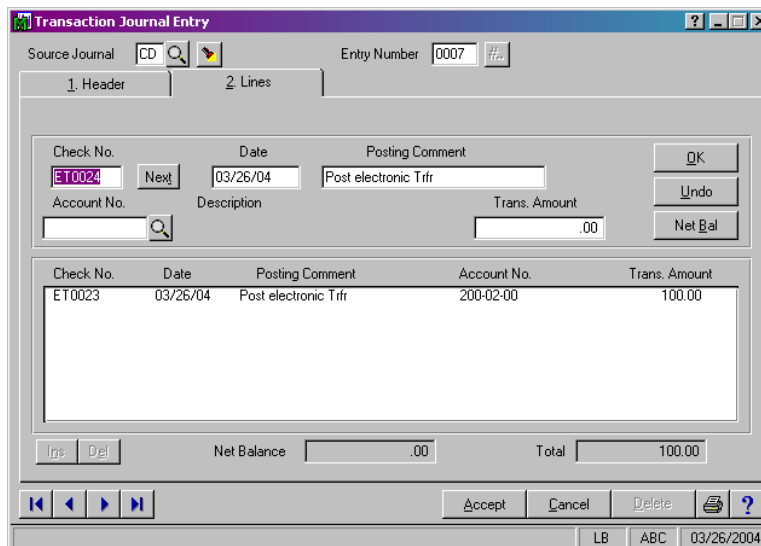 Transaction Journal Entry
Source Journal CD Entry Number 0007 #..
1. Header 2. Lines
Check No. Date Posting Comment OK
ET0024 Next 03/26/04 Post electronic Trfr
Undo
Account No. Description Trans. Amount
.00 Net Bal
Check No. Date Posting Comment Account No. Trans. Amount
ET0023 03/26/04 Post electronic Trfr 200-02-00 100.00
Ins Del Net Balance .00 Total 100.00
Accept Cancel Delete ?
LB ABC 03/26/2004